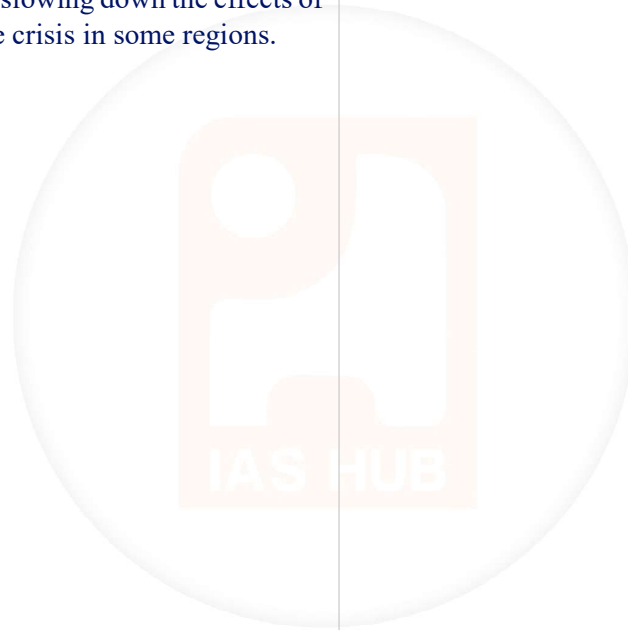 slowing down the effects of
e crisis in some regions.
IAS HUB